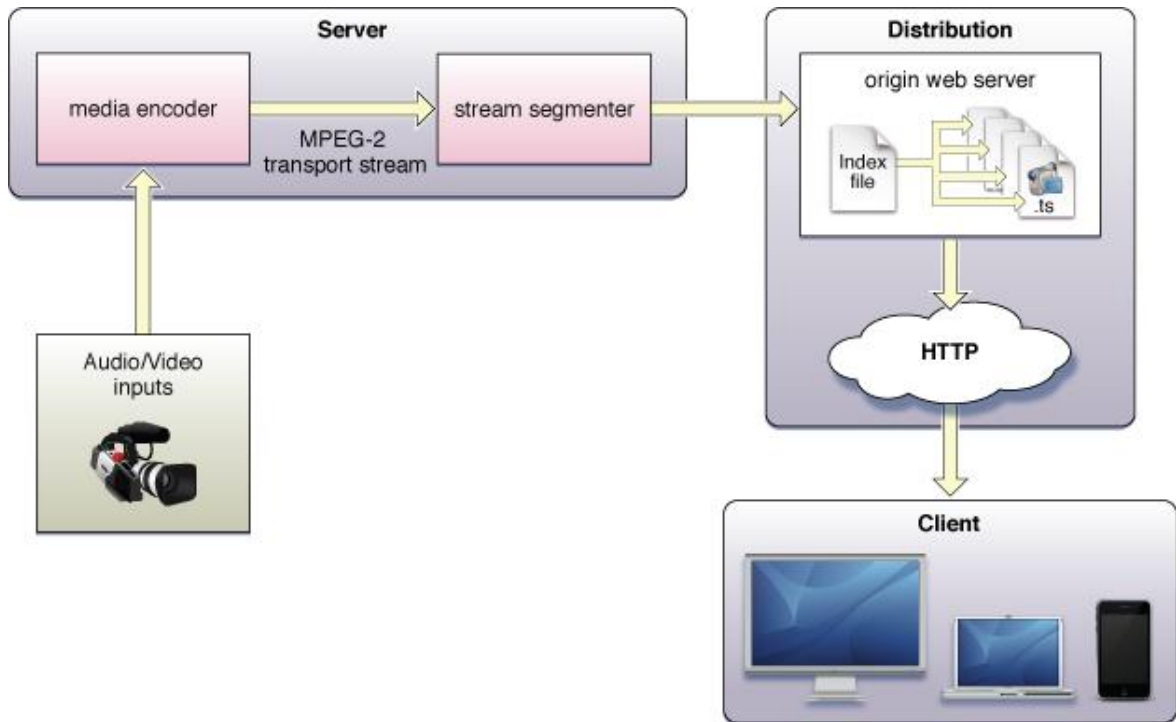 Server
media encoder
MPEG-2
transport stream
stream segmenter
Distribution
origin web server
Index
file
.ts
HTTP
Audio/Video
inputs
Client